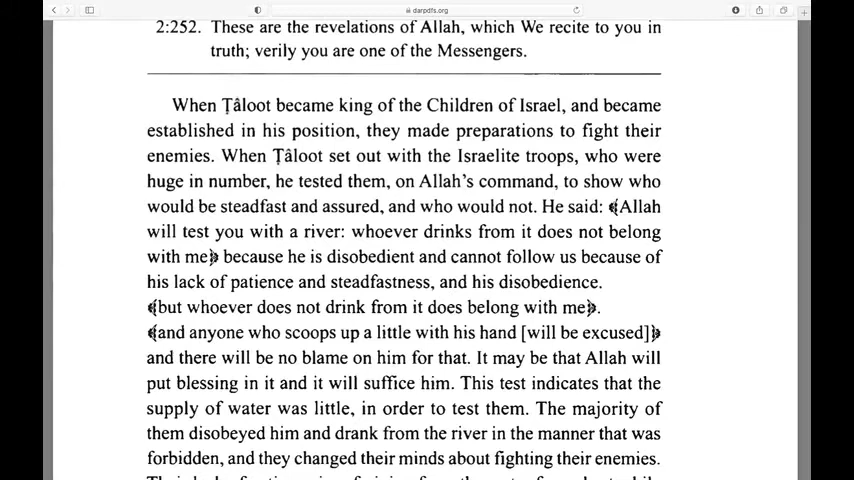 darpdfs.org
2:252. These are the revelations of Allah, which We recite to you in
truth; verily you are one of the Messengers.
When Ṭâloot became king of the Children of Israel, and became
established in his position, they made preparations to fight their
enemies. When Ṭâloot set out with the Israelite troops, who were
huge in number, he tested them, on Allah’s command, to show who
would be steadfast and assured, and who would not. He said: ﴾Allah
will test you with a river: whoever drinks from it does not belong
with me﴿ because he is disobedient and cannot follow us because of
his lack of patience and steadfastness, and his disobedience.
﴾but whoever does not drink from it does belong with me﴿.
﴾and anyone who scoops up a little with his hand [will be excused]﴿
and there will be no blame on him for that. It may be that Allah will
put blessing in it and it will suffice him. This test indicates that the
supply of water was little, in order to test them. The majority of
them disobeyed him and drank from the river in the manner that was
forbidden, and they changed their minds about fighting their enemies.